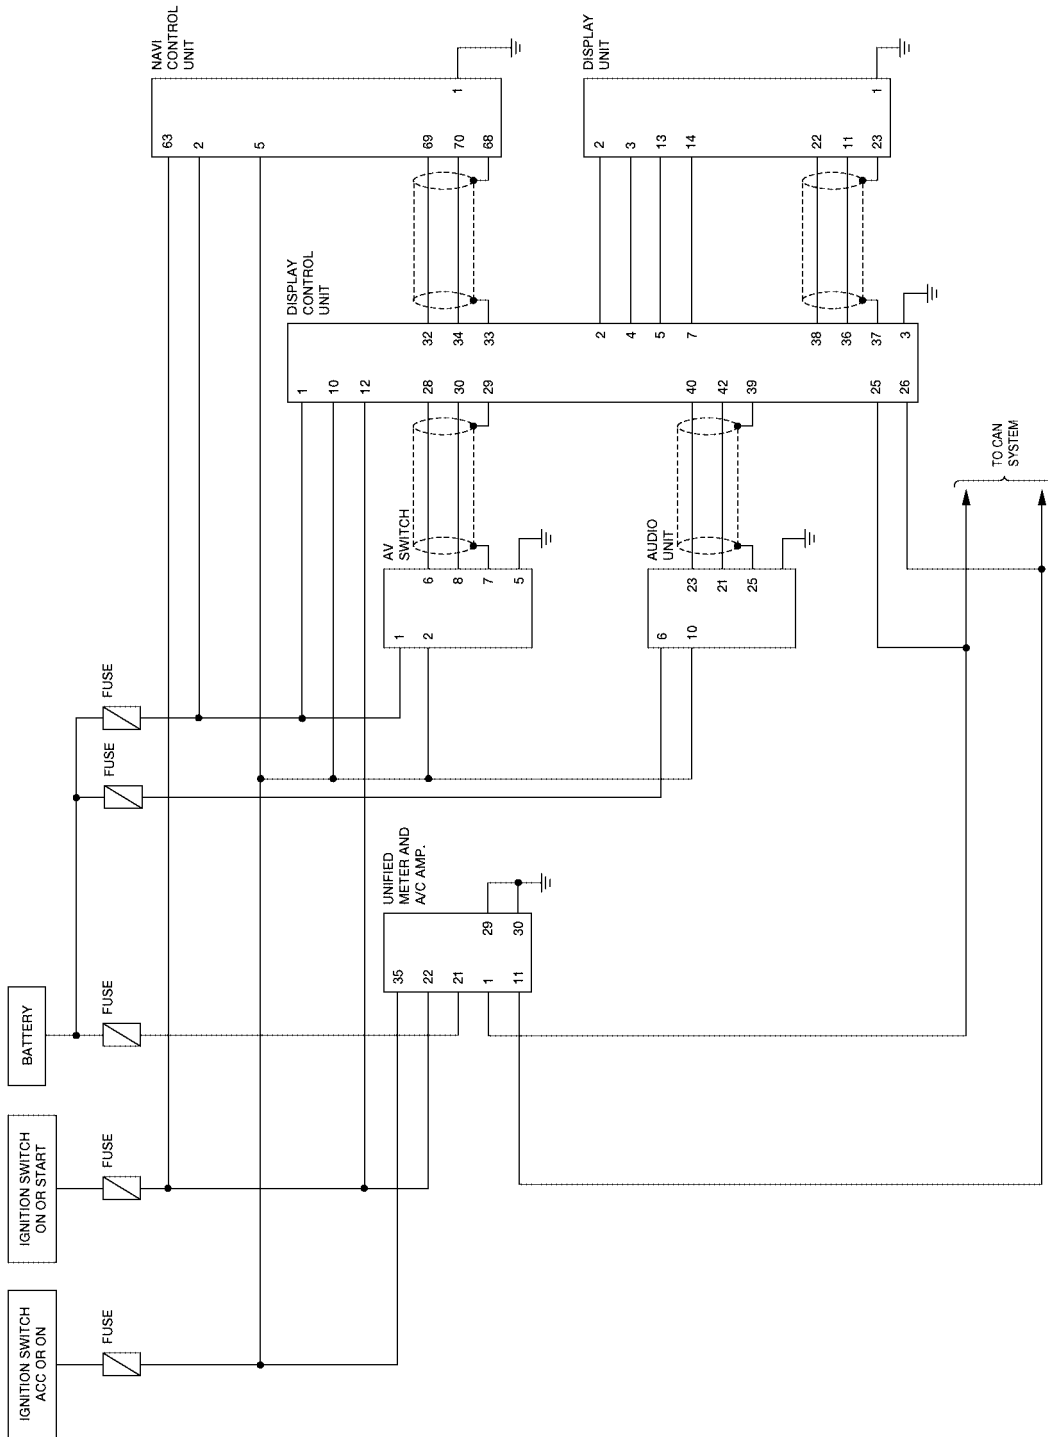 NAVI
CONTROL
UNIT
1
63
2
5
69
70
68
DISPLAY
UNIT
1
2
3
13
14
22
11
23
DISPLAY
CONTROL
UNIT
32
34
33
2
4
5
7
38
36
37
3
1
10
12
28
30
29
40
42
39
25
26
TO CAN
SYSTEM
AV
SWITCH
6
8
7
5
1
2
AUDIO
UNIT
23
21
25
6
10
FUSE
FUSE
UNIFIED
METER AND
A/C AMP.
29
30
35
22
21
1
11
BATTERY
FUSE
IGNITION SWITCH
ON OR START
FUSE
IGNITION SWITCH
ACC OR ON
FUSE